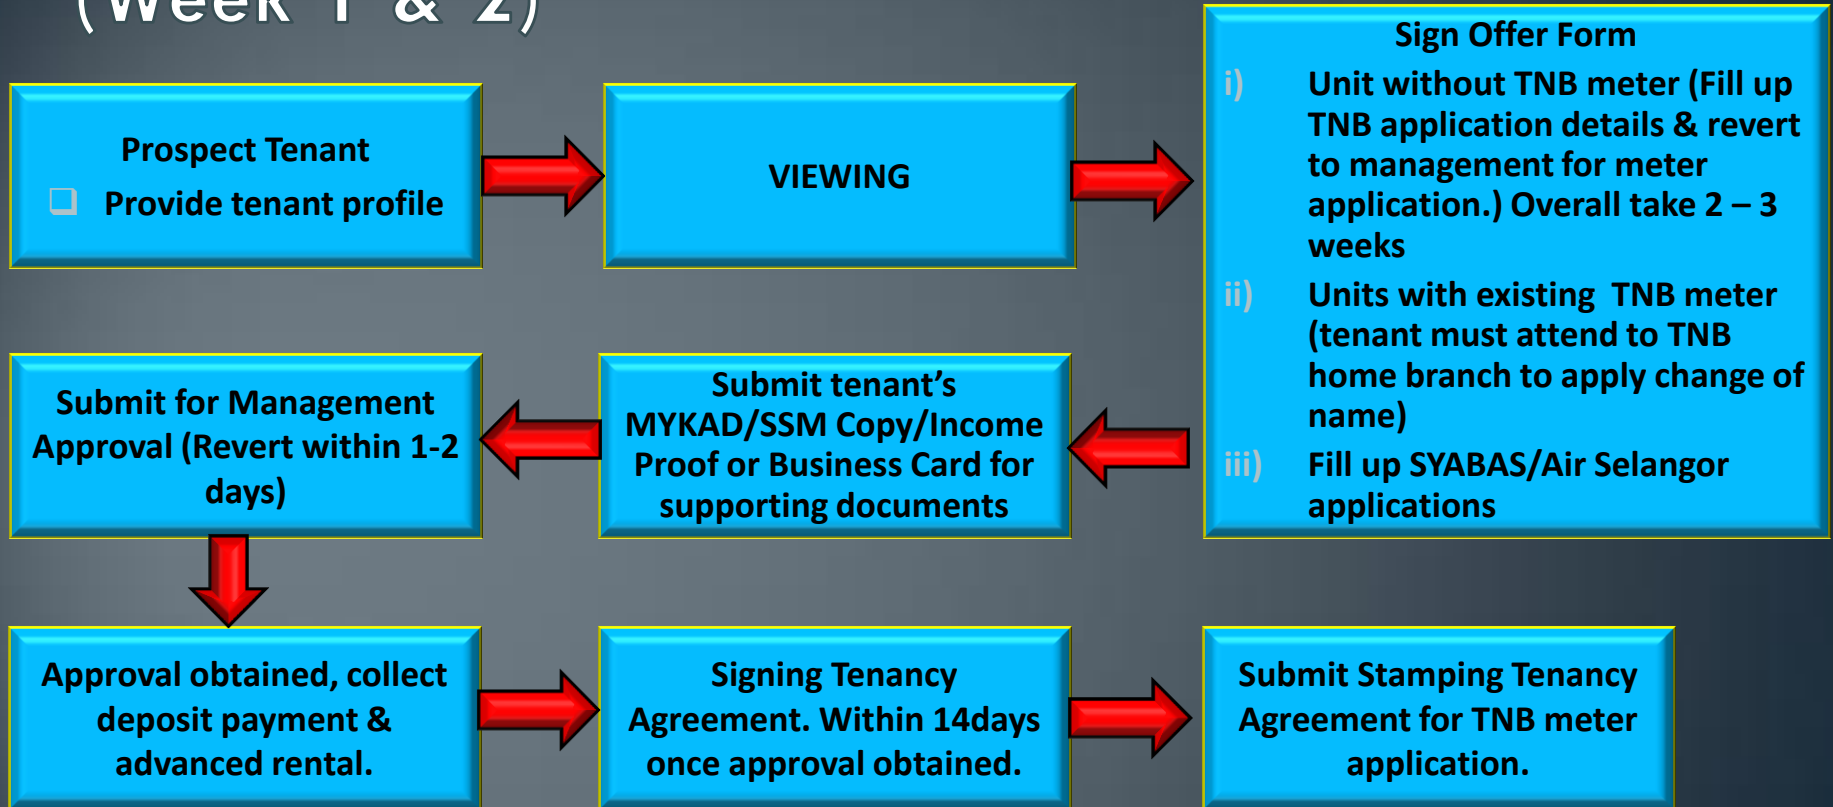 (Week 1 & 2)
Prospect Tenant
Provide tenant profile
VIEWING
Sign Offer Form
i) Unit without TNB meter (Fill up
TNB application details & revert
to management for meter
application.) Overall take 2 – 3
weeks
ii) Units with existing TNB meter
(tenant must attend to TNB
home branch to apply change of
name)
iii) Fill up SYABAS/Air Selangor
applications
Submit tenant’s
MYKAD/SSM Copy/Income
Proof or Business Card for
supporting documents
Submit for Management
Approval (Revert within 1-2
days)
Approval obtained, collect
deposit payment &
advanced rental.
Signing Tenancy
Agreement. Within 14days
once approval obtained.
Submit Stamping Tenancy
Agreement for TNB meter
application.